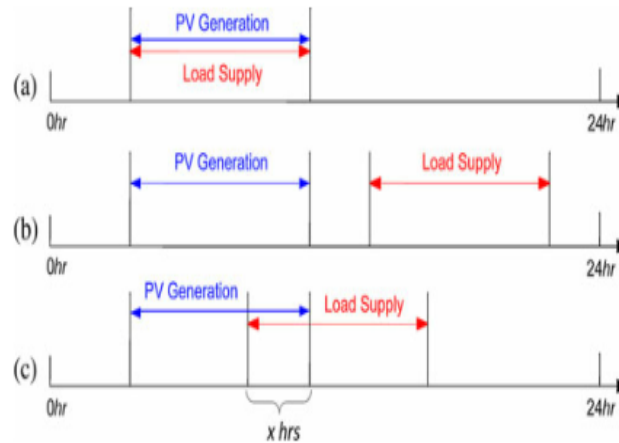 PV Generation
Load Supply
(a)
0hr
24hr
PV Generation
Load Supply
(b)
0hr
24hr
PV Generation
Load Supply
(c)
0hr
24hr
x hrs